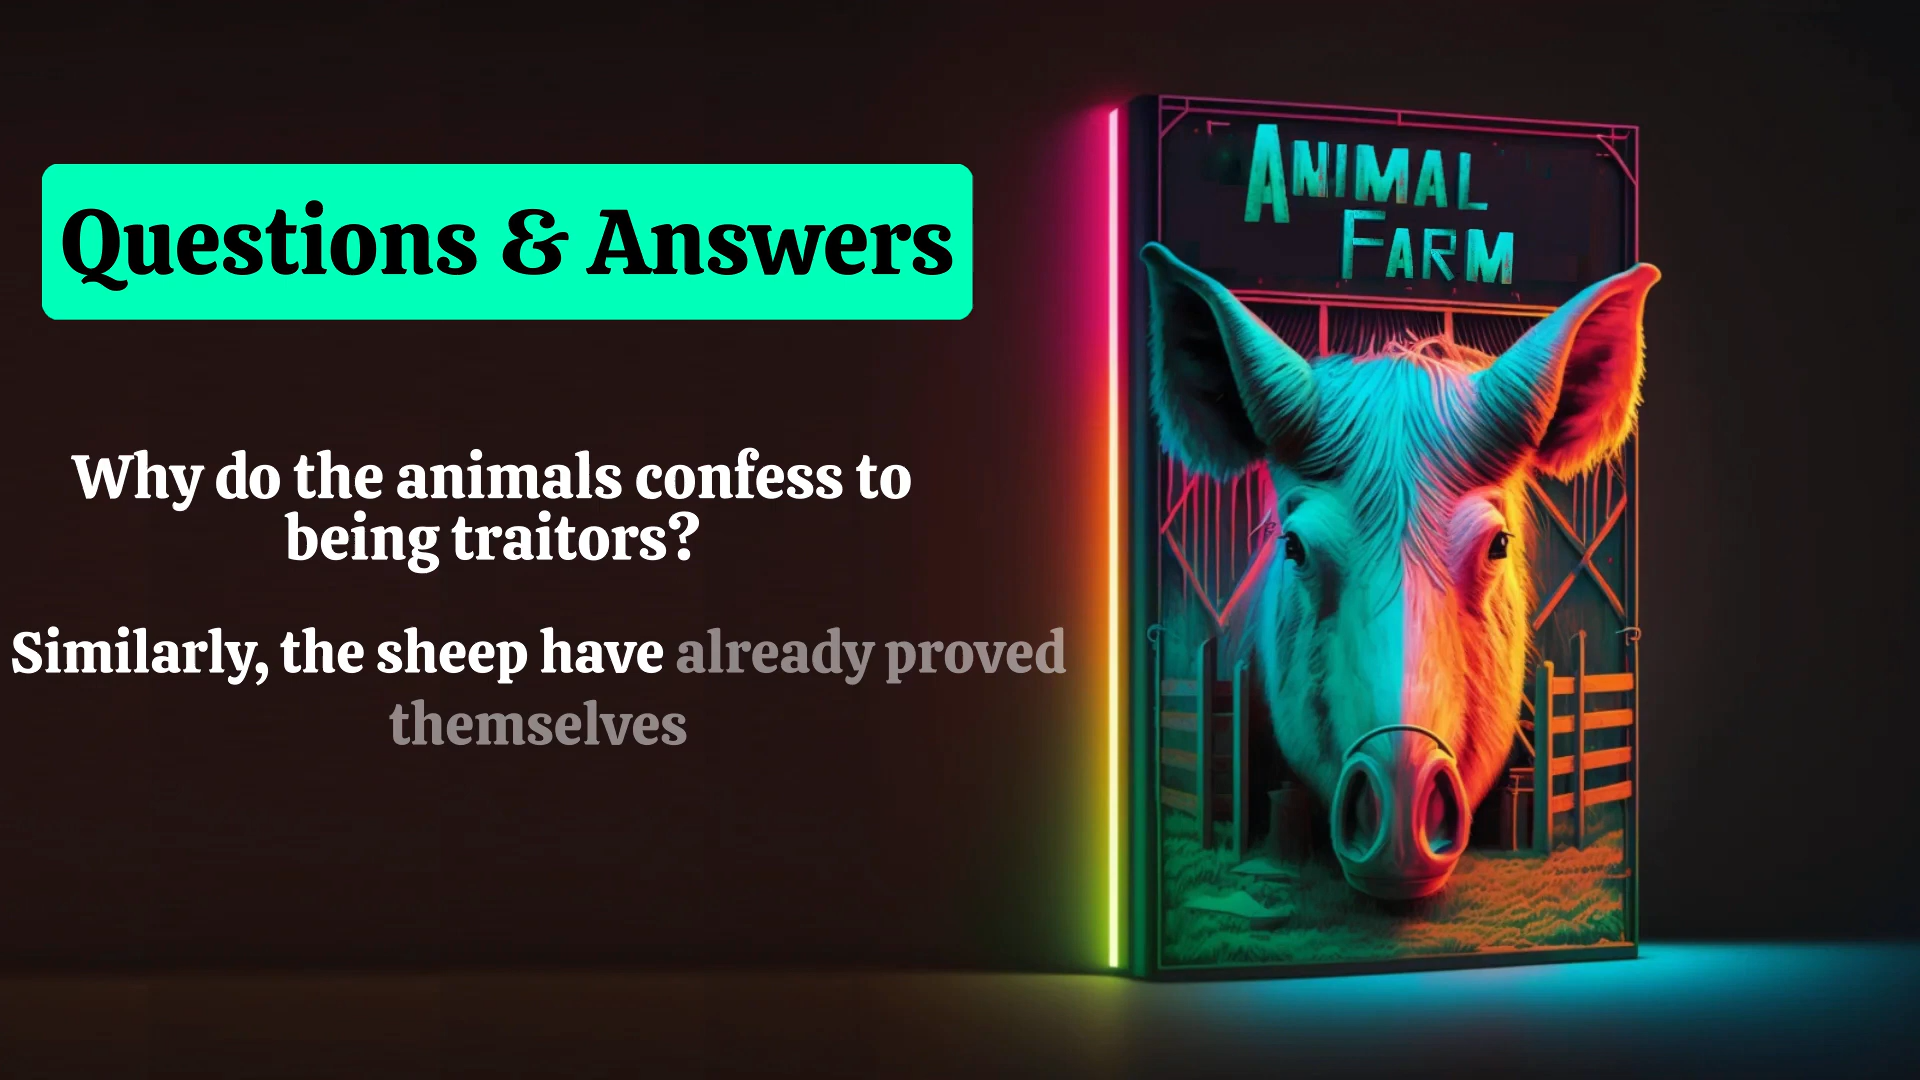 Questions & Answers
Why do the animals confess to
being traitors?
Similarly, the sheep have already proved
themselves
ANIMAL
FARM